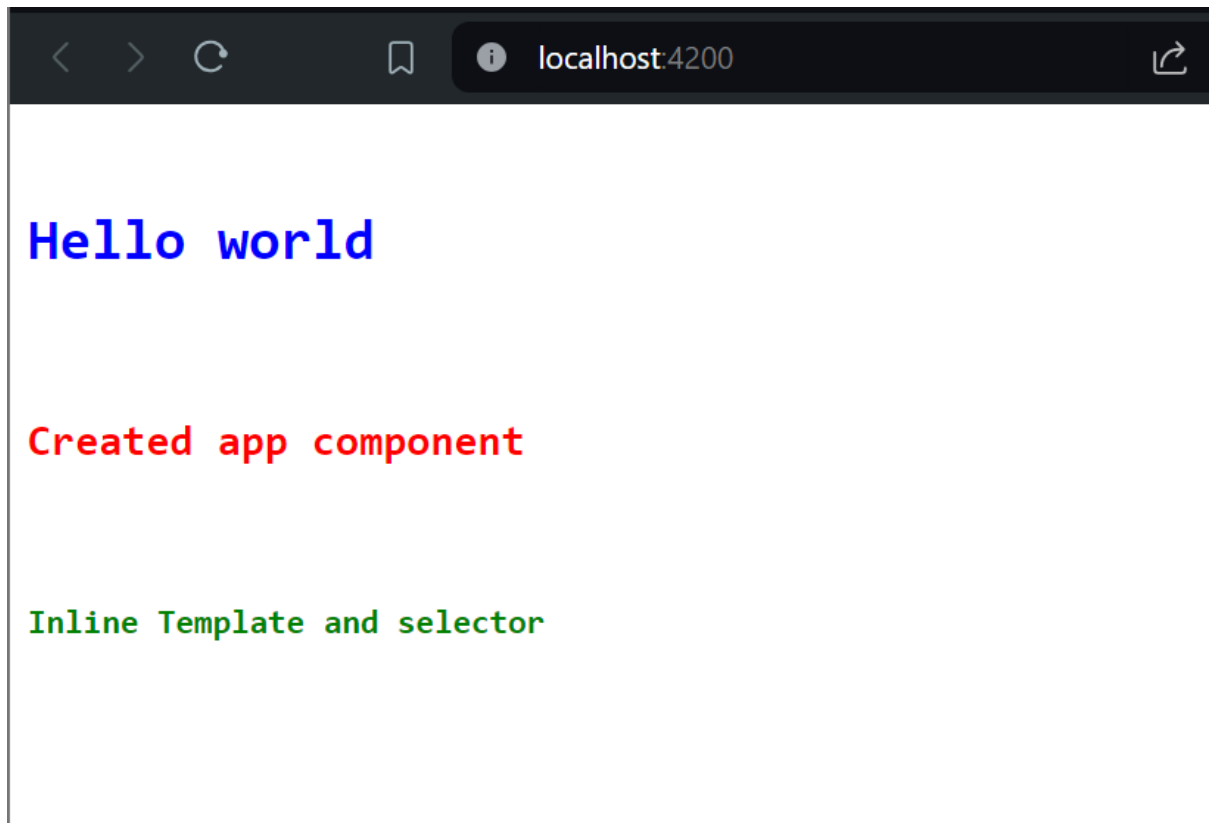 localhost:4200
Hello world
Created app component
Inline Template and selector